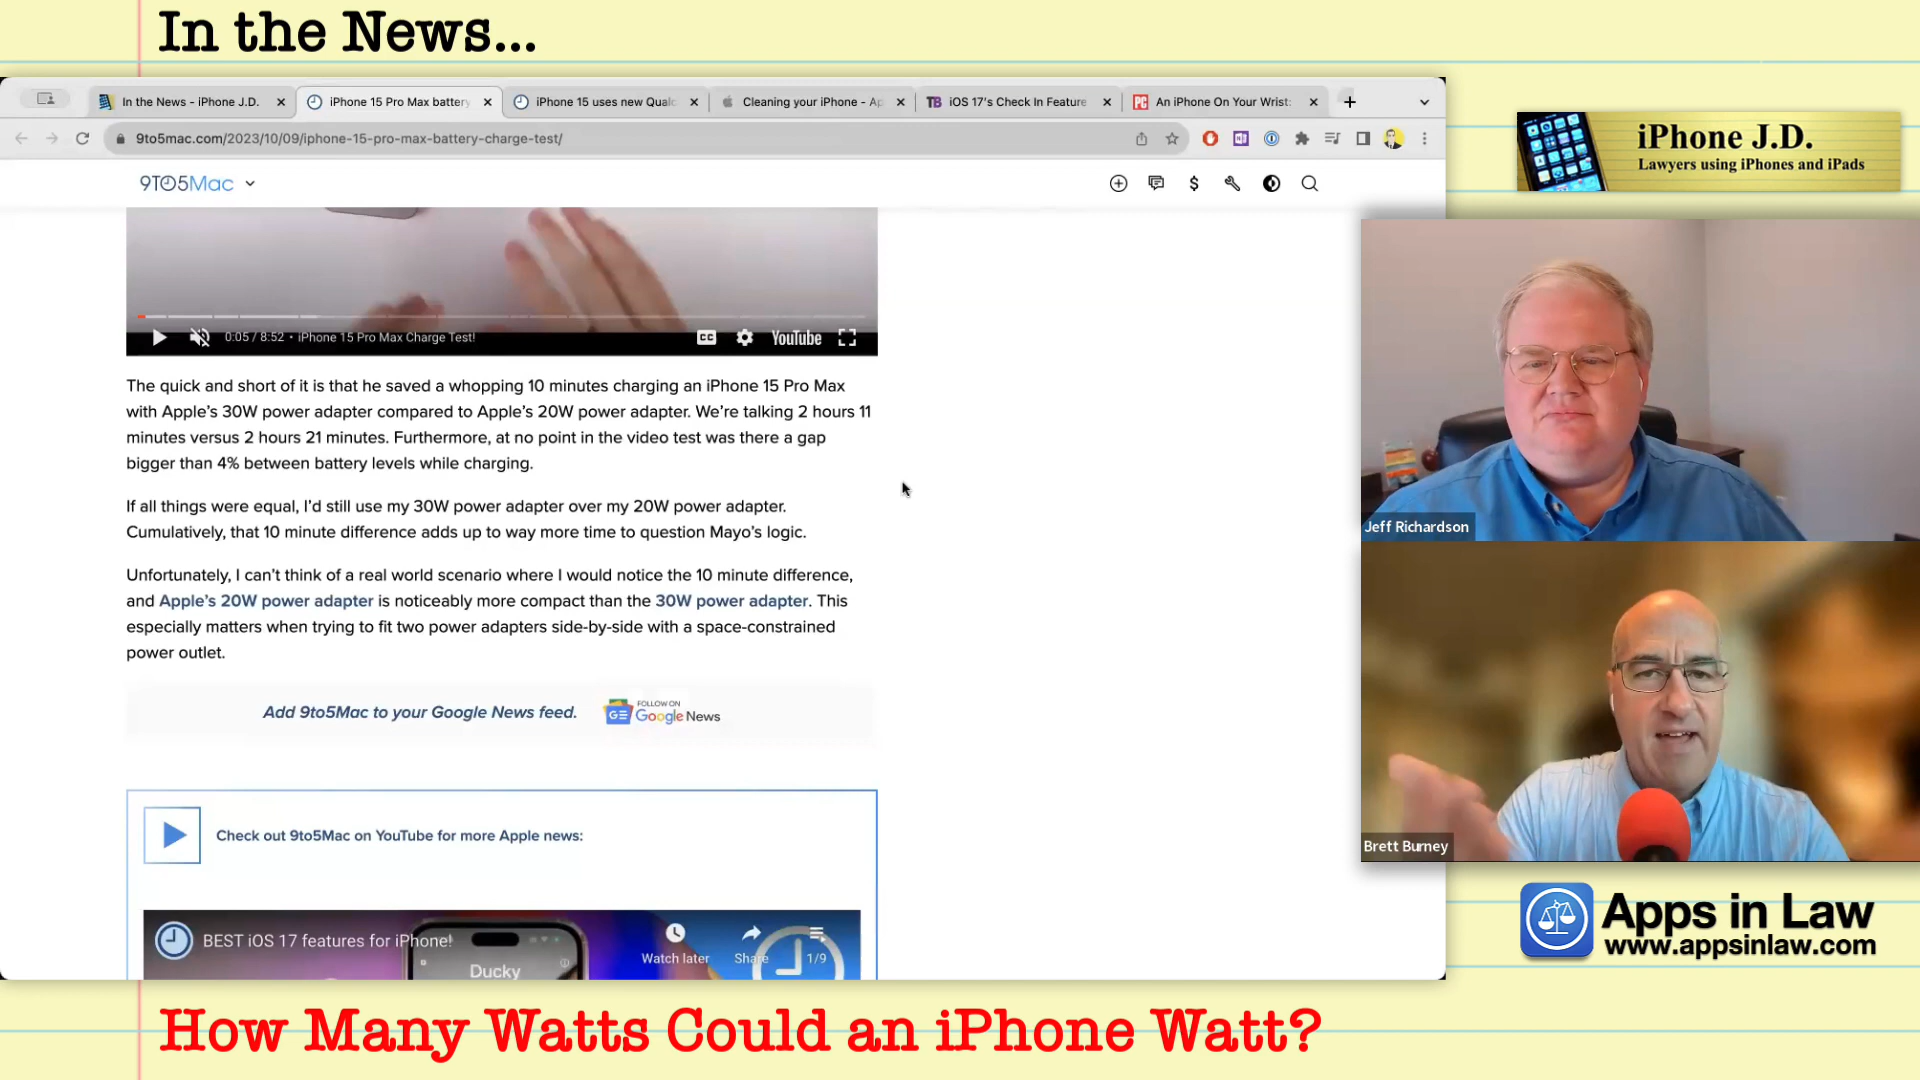 In the News...
In the News - iPhone J.D.
iPhone 15 Pro Max battery
iPhone 15 uses new Qualc
Cleaning your iPhone - Ap
TB iOS 17's Check In Feature
PC An iPhone On Your Wrist:
9to5mac.com/2023/10/09/iphone-15-pro-max-battery-charge-test/
9TO5Mac
0:05 / 8:52 • iPhone 15 Pro Max Charge Test!
CC
YouTube
The quick and short of it is that he saved a whopping 10 minutes charging an iPhone 15 Pro Max
with Apple's 30W power adapter compared to Apple's 20W power adapter. We're talking 2 hours 11
minutes versus 2 hours 21 minutes. Furthermore, at no point in the video test was there a gap
bigger than 4% between battery levels while charging.
If all things were equal, I'd still use my 30W power adapter over my 20W power adapter.
Cumulatively, that 10 minute difference adds up to way more time to question Mayo's logic.
Unfortunately, I can't think of a real world scenario where I would notice the 10 minute difference,
and Apple's 20W power adapter is noticeably more compact than the 30W power adapter. This
especially matters when trying to fit two power adapters side-by-side with a space-constrained
power outlet.
Add 9to5Mac to your Google News feed.
GE
FOLLOW ON
Google News
Check out 9to5Mac on YouTube for more Apple news:
BEST iOS 17 features for iPhone!
Ducky
Watch later
Share
1/9
iPhone J.D.
Lawyers using iPhones and iPads
Jeff Richardson
Brett Burney
Apps in Law
www.appsinlaw.com
How Many Watts Could an iPhone Watt?